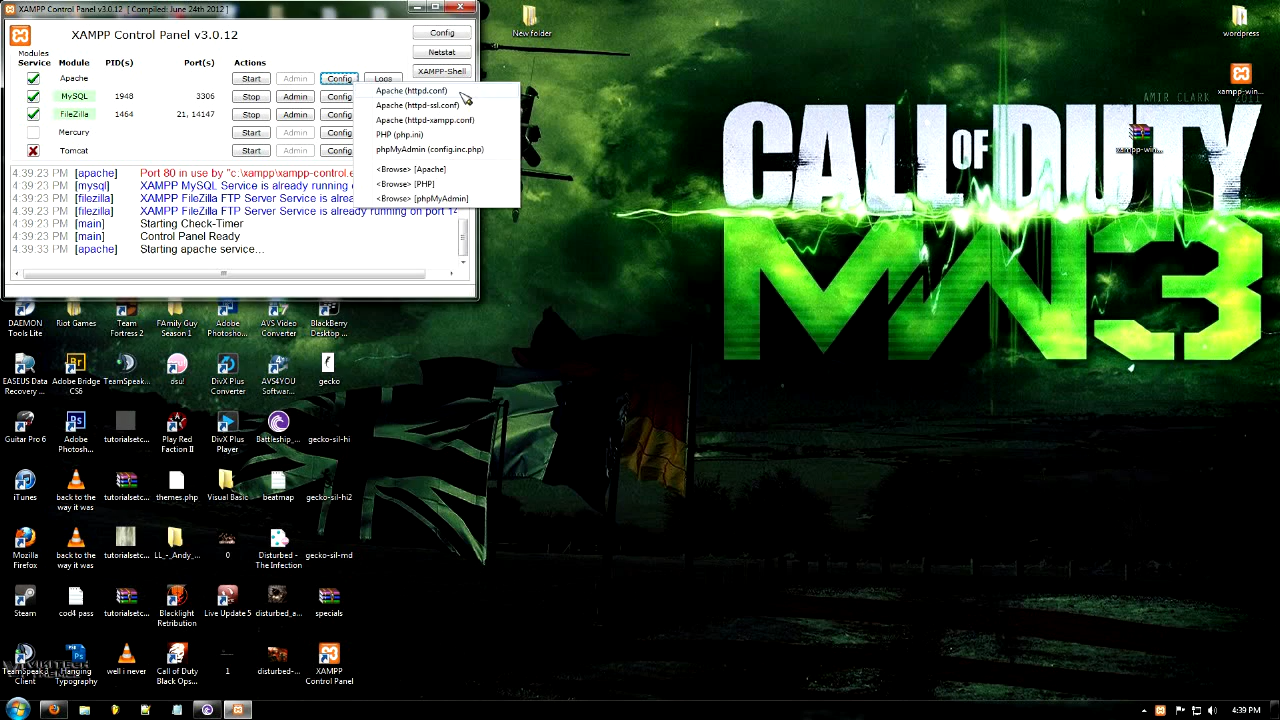 XAMPP Control Panel v3.0.12 [ Compiled: June 24th 2012 ]
XAMPP Control Panel v3.0.12
Config
Netstat
XAMPP-Shell
Modules
Service Module PID(s) Port(s) Actions
Apache Start Admin Config Logs
MySQL 1948 3306 Stop Admin Config
FileZilla 1464 21, 14147 Stop Admin Config
Mercury Start Admin Config
Tomcat Start Admin Config
Apache (httpd.conf)
Apache (httpd-ssl.conf)
Apache (httpd-xampp.conf)
PHP (php.ini)
phpMyAdmin (config.inc.php)
<Browse> [Apache]
<Browse> [PHP]
<Browse> [phpMyAdmin]
4:39:23 PM [apache] Port 80 in use by "c:\xampp\xampp-control.e
4:39:23 PM [mysql] XAMPP MySQL Service is already running
4:39:23 PM [filezilla] XAMPP FileZilla FTP Server Service is alrea
4:39:23 PM [filezilla] XAMPP FileZilla FTP Server Service is already running on port 14
4:39:23 PM [main] Starting Check-Timer
4:39:23 PM [main] Control Panel Ready
4:39:23 PM [apache] Starting apache service...
New folder
wordpress
xampp-win...
xampp-win...
AMIR CLARK 2011
CALL OF DUTY
MW3
DAEMON Tools Lite
Riot Games
Team Fortress 2
FAmily Guy Season 1
Adobe Photosho...
AVS Video Converter
BlackBerry Desktop ...
EASEUS Data Recovery ...
Adobe Bridge CS6
TeamSpeak...
dsu!
DivX Plus Converter
AVS4YOU Softwar...
gecko
Guitar Pro 6
Adobe Photosh...
tutorialsetc...
Play Red Faction II
DivX Plus Player
Battleship_...
gecko-sil-hi
iTunes
back to the way it was
tutorialsetc...
themes.php
Visual Basic
beatmap
gecko-sil-hi2
Mozilla Firefox
back to the way it was
tutorialsetc...
LL_-_Andy_...
0
Disturbed - The Infection
gecko-sil-md
Steam
cod4 pass
tutorialsetc...
Blacklight Retribution
Live Update 5
disturbed_a...
specials
TeamSpeak 3 Client
Hanging Typography
well i never
Call of Duty Black Ops...
1
disturbed-...
XAMPP Control Panel
4:39 PM